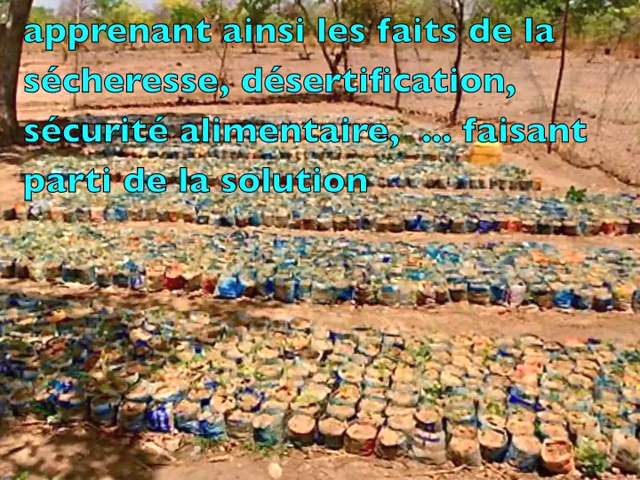 apprenant ainsi les faits de la
sécheresse, désertification,
sécurité alimentaire,  ... faisant
parti de la solution